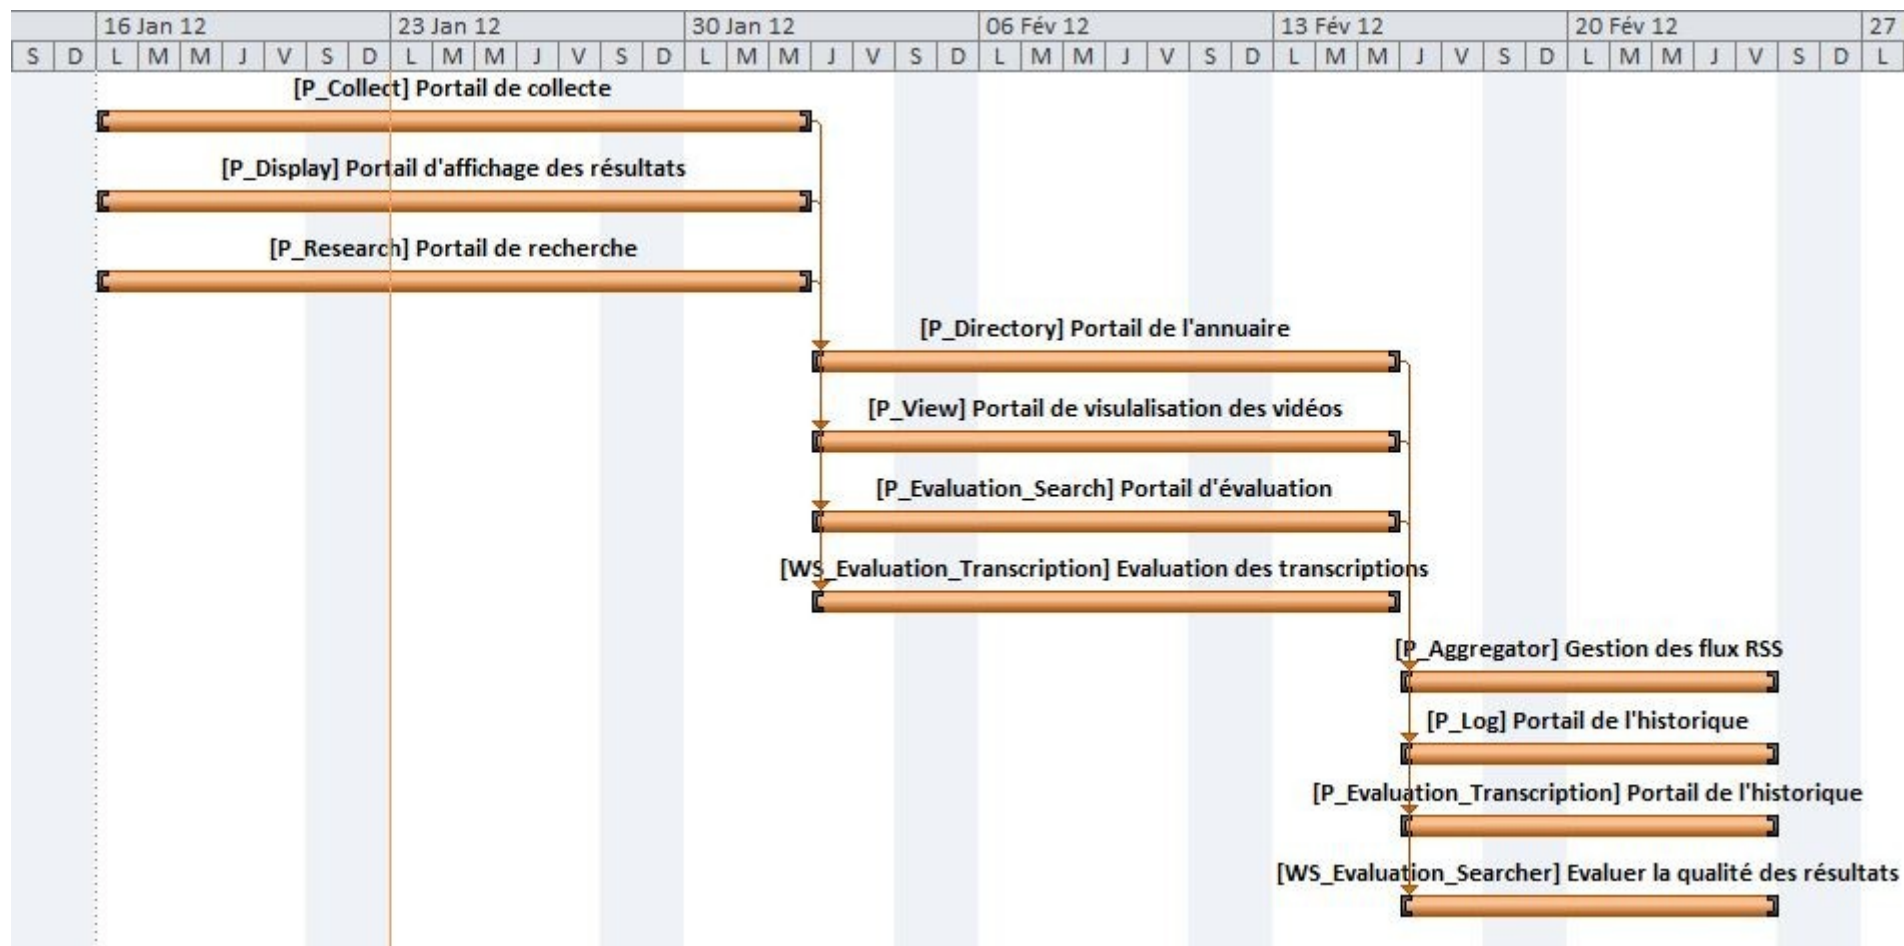 16 Jan 12 23 Jan 12 30 Jan 12 06 Fév 12 13 Fév 12 20 Fév 12 27
S D L M M J V S D L M M J V S D L M M J V S D L M M J V S D L M M J V S D L M M J V S D L
[P_Collect] Portail de collecte
[P_Display] Portail d'affichage des résultats
[P_Research] Portail de recherche
[P_Directory] Portail de l'annuaire
[P_View] Portail de visulalisation des vidéos
[P_Evaluation_Search] Portail d'évaluation
[WS_Evaluation_Transcription] Evaluation des transcriptions
[P_Aggregator] Gestion des flux RSS
[P_Log] Portail de l'historique
[P_Evaluation_Transcription] Portail de l'historique
[WS_Evaluation_Searcher] Evaluer la qualité des résultats